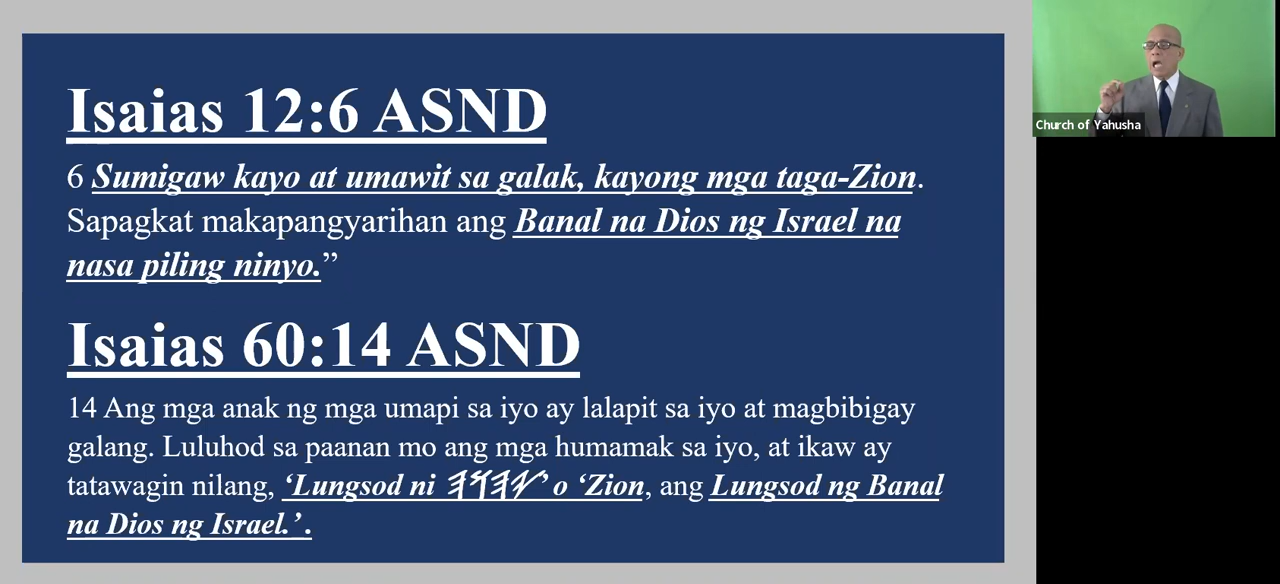 Isaias 12:6 ASND
6 Sumigaw kayo at umawit sa galak, kayong mga taga-Zion.
Sapagkat makapangyarihan ang Banal na Dios ng Israel na
nasa piling ninyo.”
Isaias 60:14 ASND
14 Ang mga anak ng mga umapi sa iyo ay lalapit sa iyo at magbibigay
galang. Luluhod sa paanan mo ang mga humamak sa iyo, at ikaw ay
tatawagin nilang, ‘Lungsod ni 𐤉𐤄𐤅𐤄’ o ‘Zion, ang Lungsod ng Banal
na Dios ng Israel.’.
Church of Yahusha